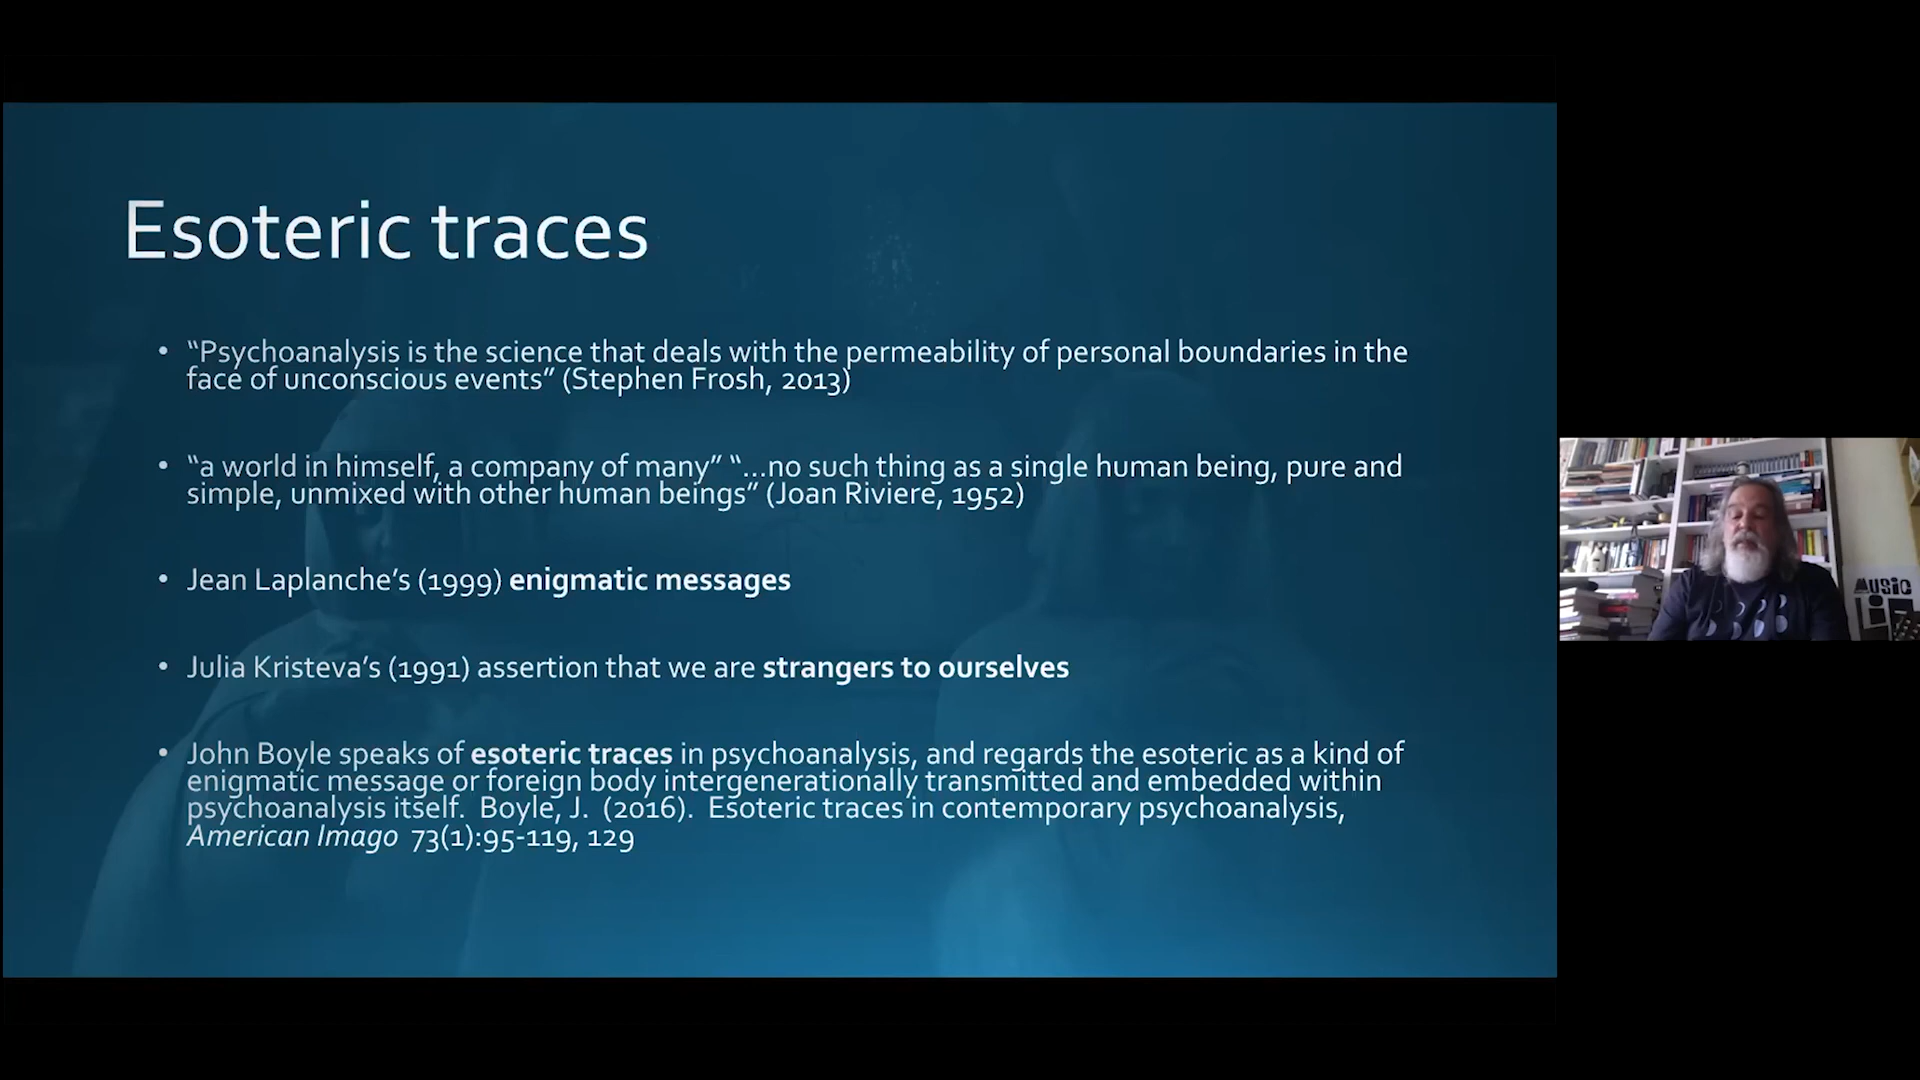 Esoteric traces
• “Psychoanalysis is the science that deals with the permeability of personal boundaries in the
face of unconscious events” (Stephen Frosh, 2013)
• “a world in himself, a company of many” “…no such thing as a single human being, pure and
simple, unmixed with other human beings” (Joan Riviere, 1952)
• Jean Laplanche’s (1999) enigmatic messages
• Julia Kristeva’s (1991) assertion that we are strangers to ourselves
• John Boyle speaks of esoteric traces in psychoanalysis, and regards the esoteric as a kind of
enigmatic message or foreign body intergenerationally transmitted and embedded within
psychoanalysis itself.  Boyle, J.  (2016).  Esoteric traces in contemporary psychoanalysis,
American Imago  73(1):95-119, 129
MUSIC